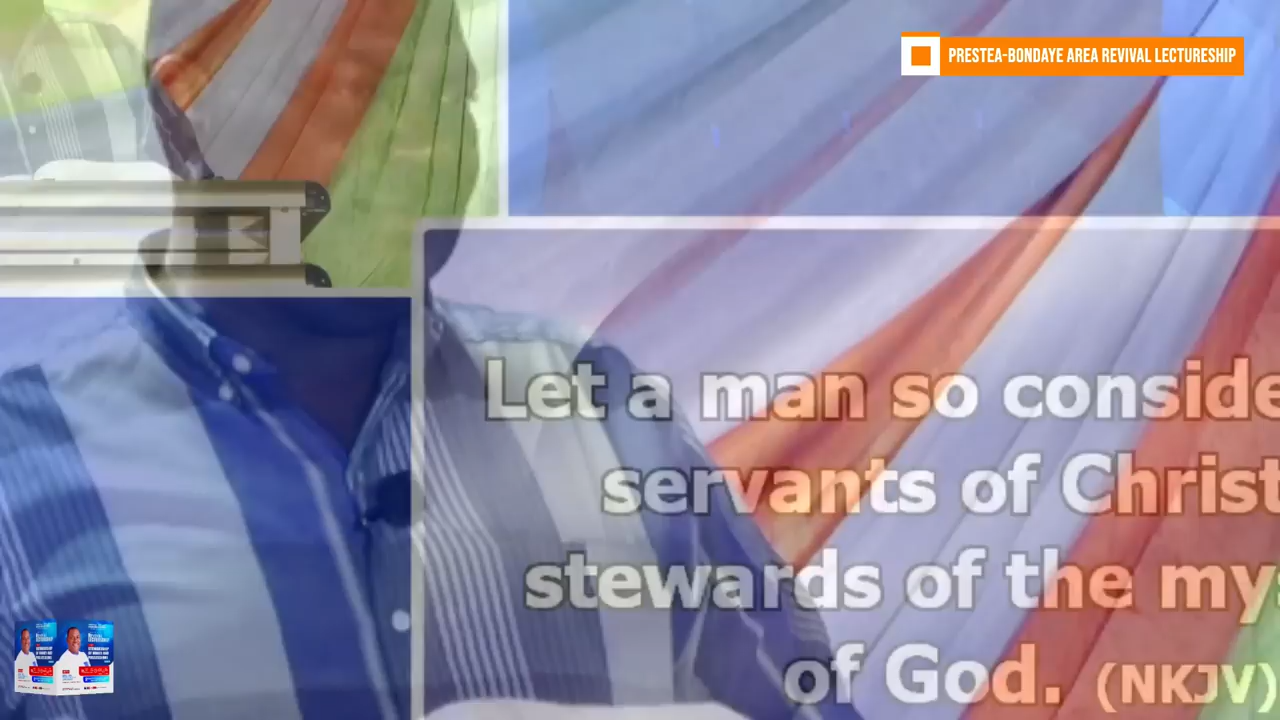 PRESTEA-BONDAYE AREA REVIVAL LECTURESHIP
Let a man so conside
servants of Christ
stewards of the my
of God. (NKJV)